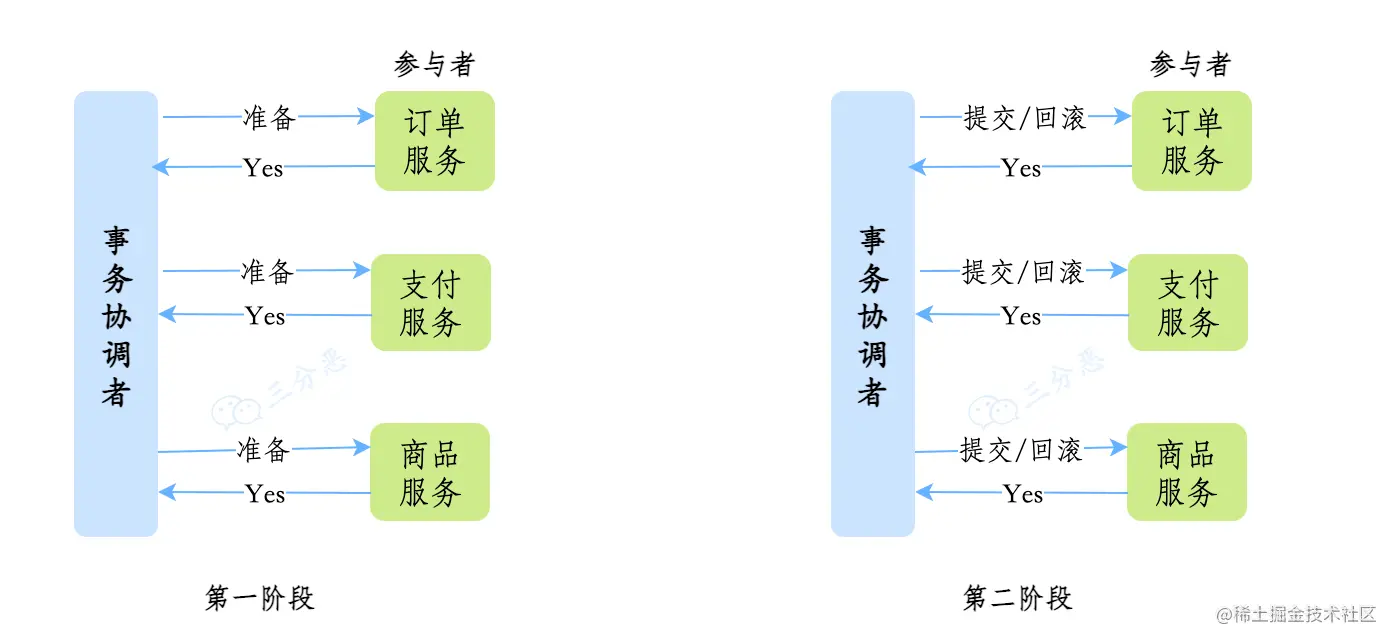 参与者
准备
订单
服务
Yes
事务协调者
准备
支付
服务
Yes
准备
商品
服务
Yes
三分恶
第一阶段
参与者
提交/回滚
订单
服务
Yes
事务协调者
提交/回滚
支付
服务
Yes
提交/回滚
商品
服务
Yes
三分恶
第二阶段
@稀土掘金技术社区